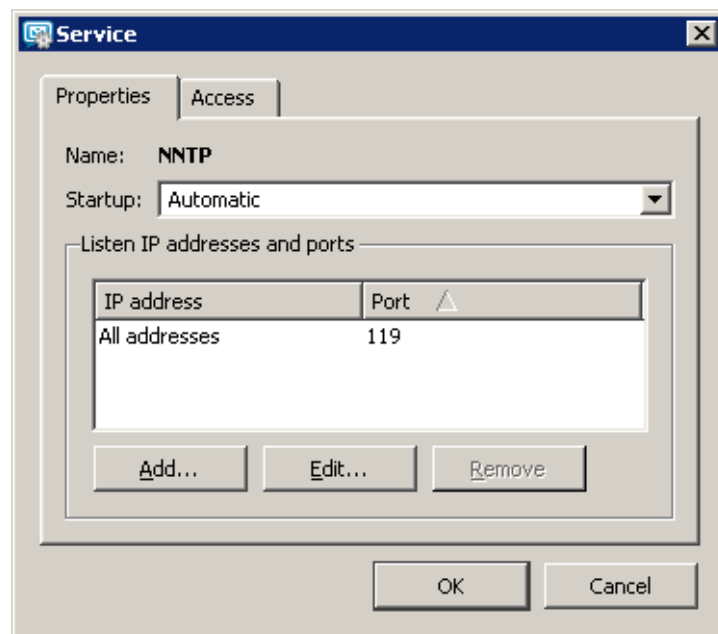 Service
Properties
Access
Name: NNTP
Startup: Automatic
Listen IP addresses and ports
IP address Port
All addresses 119
Add... Edit... Remove
OK Cancel